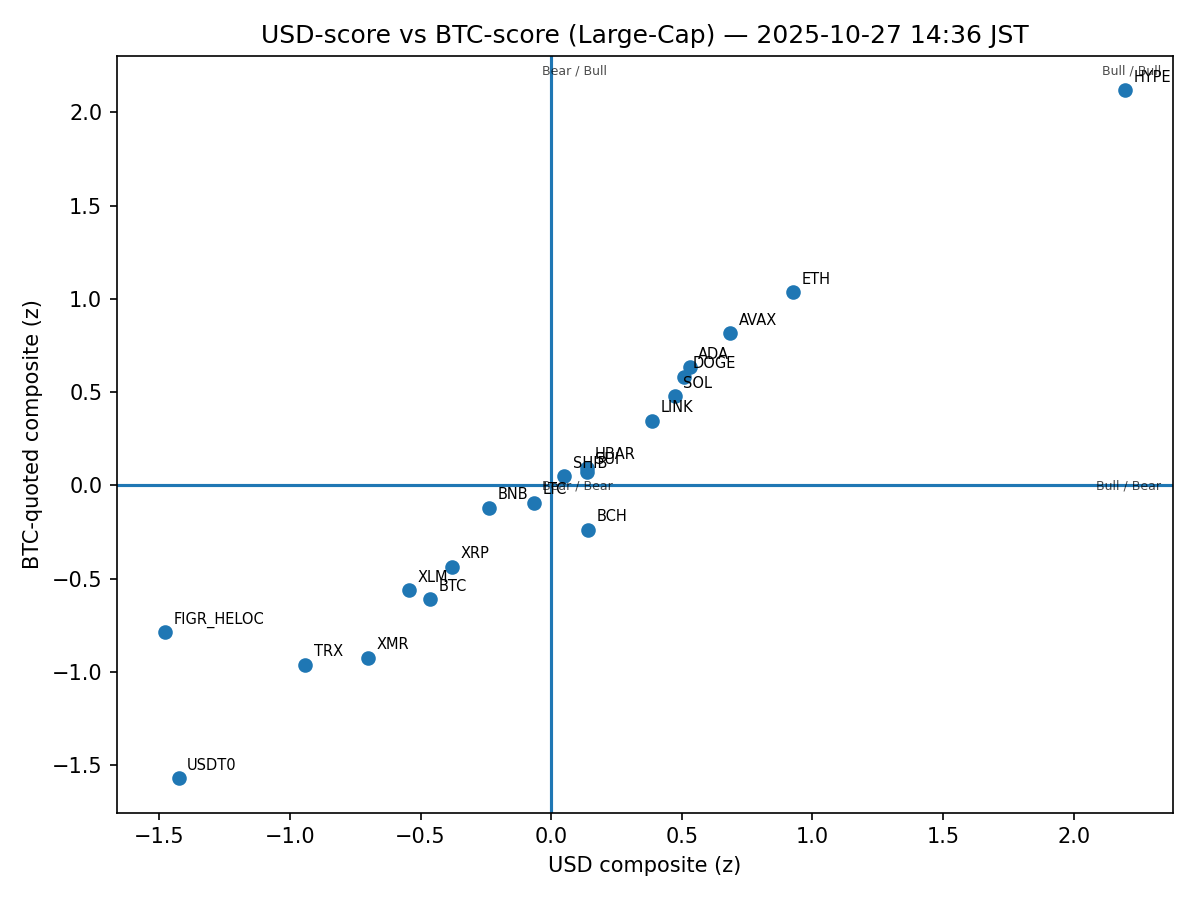 USD-score vs BTC-score (Large-Cap) — 2025-10-27 14:36 JST
Bear / Bull
Bull / Bull
HYPE
2.0
1.5
ETH
1.0
AVAX
ADA
DOGE
0.5
SOL
LINK
HBAR
SUI
SHIB
0.0
Bear / Bear
Bull / Bear
LTC
BNB
BCH
XRP
−0.5
XLM
BTC
FIGR_HELOC
XMR
TRX
−1.0
−1.5
USDT0
BTC-quoted composite (z)
−1.5
−1.0
−0.5
0.0
0.5
1.0
1.5
2.0
USD composite (z)